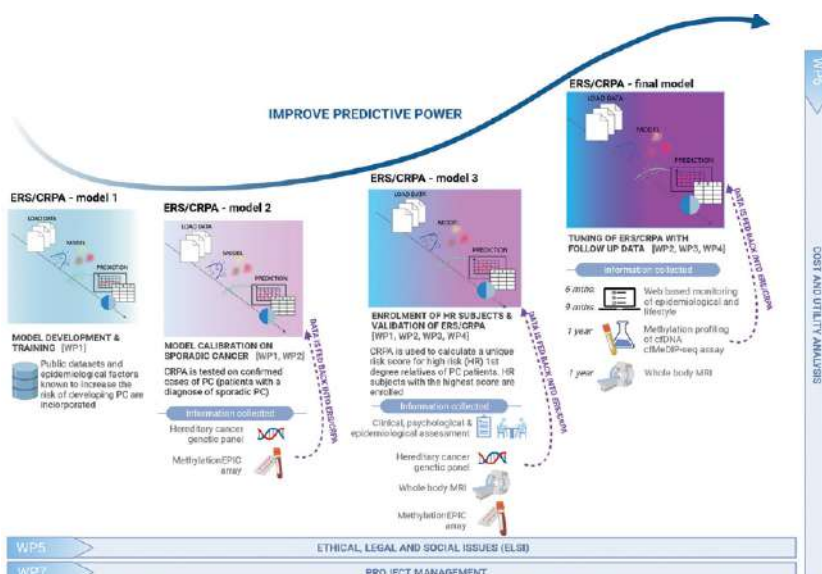 IMPROVE PREDICTIVE POWER
ERS/CRPA - model 1
LOAD DATA
MODEL
PREDICTION
MODEL DEVELOPMENT &
TRAINING [WP1]
Public datasets and
epidemiological factors
known to increase the
risk of developing PC are
incorporated
ERS/CRPA - model 2
LOAD DATA
MODEL
PREDICTION
MODEL CALIBRATION ON
SPORADIC CANCER [WP1, WP2]
CRPA is tested on confirmed
cases of PC (patients with a
diagnose of sporadic PC)
Information collected
Hereditary cancer
genetic panel
MethylationEPIC
array
DATA IS FED BACK INTO ERS/CRPA
ERS/CRPA - model 3
LOAD DATA
MODEL
PREDICTION
ENROLMENT OF HR SUBJECTS &
VALIDATION OF ERS/CRPA
[WP1, WP2, WP3, WP4]
CRPA is used to calculate a unique
risk score for high risk (HR) 1st
degree relatives of PC patients. HR
subjects with the highest score are
enrolled
Information collected
Clinical, psychological &
epidemiological assessment
Hereditary cancer
genetic panel
Whole body MRI
MethylationEPIC
array
DATA IS FED BACK INTO ERS/CRPA
ERS/CRPA - final model
LOAD DATA
MODEL
PREDICTION
TUNING OF ERS/CRPA WITH
FOLLOW UP DATA [WP2, WP3, WP4]
Information collected
6 mths
9 mths
Web based monitoring
of epidemiological and
lifestyle
1 year
Methylation profiling
of cfDNA
cfMeDIP-seq assay
1 year
Whole body MRI
DATA IS FED BACK INTO ERS/CRPA
WP6
COST AND UTILITY ANALYSIS
WP5
ETHICAL, LEGAL AND SOCIAL ISSUES (ELSI)
WP7
PROJECT MANAGEMENT